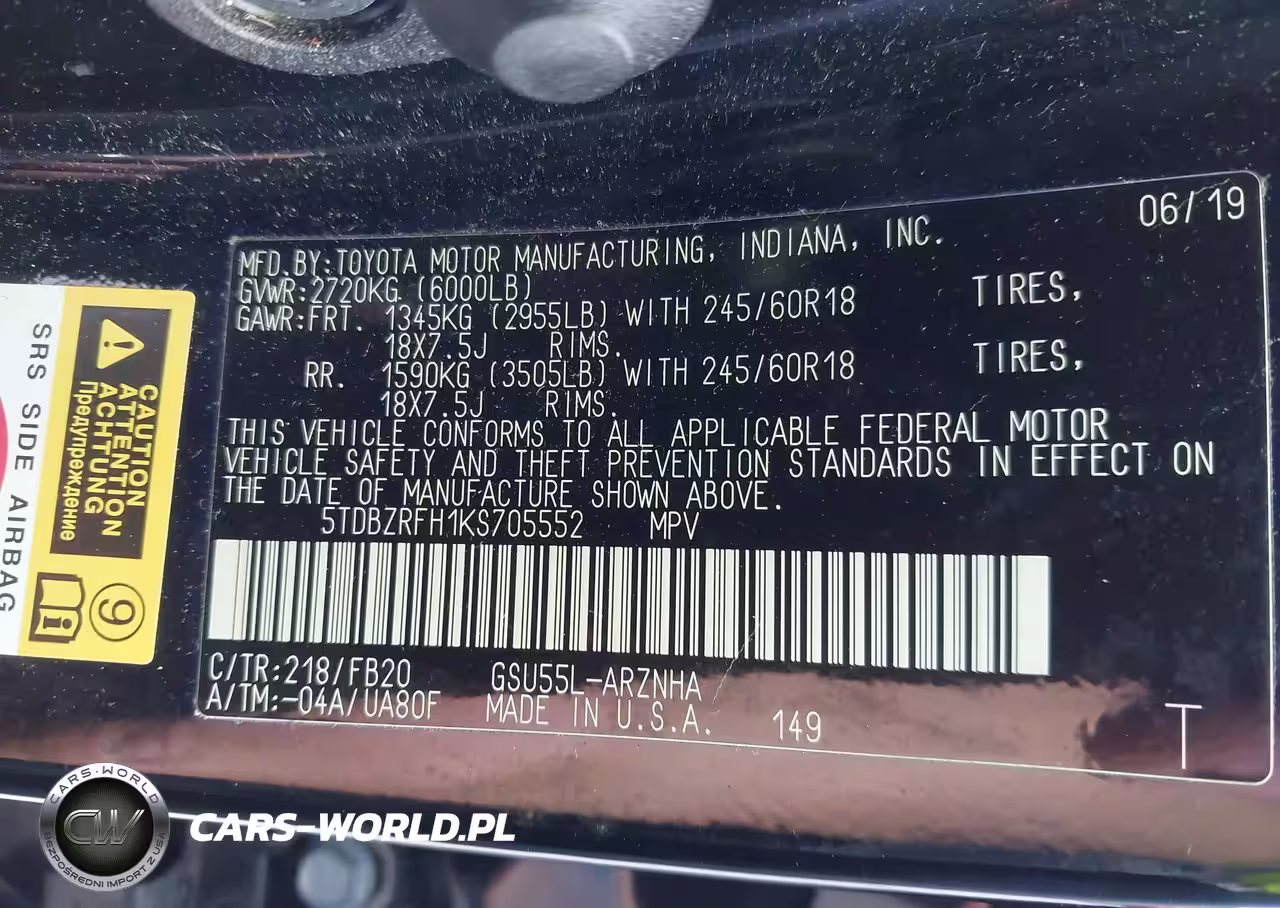 06/19
MFD.BY:TOYOTA MOTOR MANUFACTURING, INDIANA, INC.
GVWR:2720KG (6000LB)
GAWR:FRT. 1345KG (2955LB) WITH 245/60R18 TIRES,
18X7.5J RIMS.
RR. 1590KG (3505LB) WITH 245/60R18 TIRES,
18X7.5J RIMS.
THIS VEHICLE CONFORMS TO ALL APPLICABLE FEDERAL MOTOR
VEHICLE SAFETY AND THEFT PREVENTION STANDARDS IN EFFECT ON
THE DATE OF MANUFACTURE SHOWN ABOVE.
5TDBZRFH1KS705552 MPV
C/TR:218/FB20 GSU55L-ARZNHA
A/TM:-04A/UA80F MADE IN U.S.A. 149
T
CAUTION
ATTENTION
ACHTUNG
Предупреждение
SRS SIDE AIRBAG
i 9
CARS-WORLD
CW
BEZPOŚREDNI IMPORT Z USA
CARS-WORLD.PL